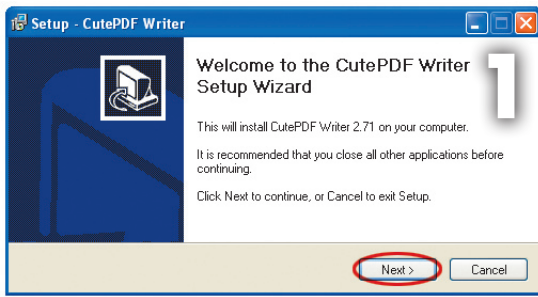 Setup - CutePDF Writer
1
Welcome to the CutePDF Writer
Setup Wizard
This will install CutePDF Writer 2.71 on your computer.
It is recommended that you close all other applications before
continuing.
Click Next to continue, or Cancel to exit Setup.
Next >
Cancel